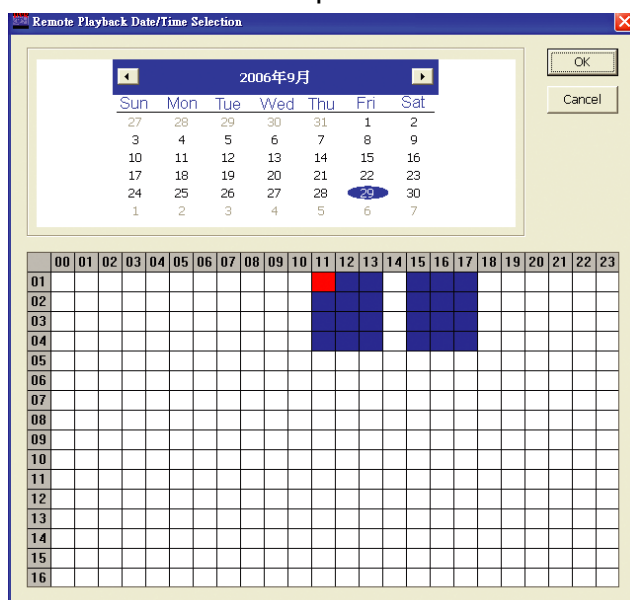 Remote Playback Date/Time Selection
OK
Cancel
2006年9月
Sun Mon Tue Wed Thu Fri Sat
27 28 29 30 31 1 2
3 4 5 6 7 8 9
10 11 12 13 14 15 16
17 18 19 20 21 22 23
24 25 26 27 28 29 30
1 2 3 4 5 6 7
00 01 02 03 04 05 06 07 08 09 10 11 12 13 14 15 16 17 18 19 20 21 22 23
01
02
03
04
05
06
07
08
09
10
11
12
13
14
15
16